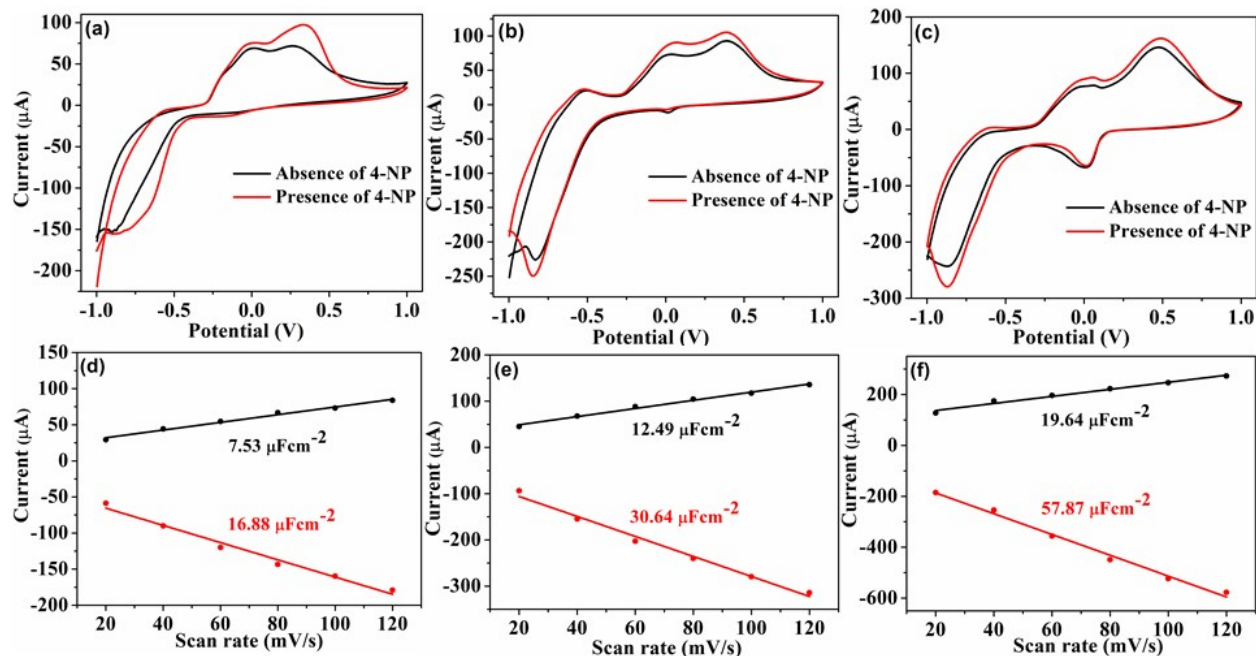 (a)
100
50
0
-50
-100
-150
-200
Current (μA)
Absence of 4-NP
Presence of 4-NP
-1.0 -0.5 0.0 0.5 1.0
Potential (V)
(b)
100
50
0
-50
-100
-150
-200
-250
Current (μA)
Absence of 4-NP
Presence of 4-NP
-1.0 -0.5 0.0 0.5 1.0
Potential (V)
(c)
200
100
0
-100
-200
-300
Current (μA)
Absence of 4-NP
Presence of 4-NP
-1.0 -0.5 0.0 0.5 1.0
Potential (V)
(d)
150
100
50
0
-50
-100
-150
-200
Current (μA)
7.53 μFcm⁻²
16.88 μFcm⁻²
20 40 60 80 100 120
Scan rate (mV/s)
(e)
200
100
0
-100
-200
-300
Current (μA)
12.49 μFcm⁻²
30.64 μFcm⁻²
20 40 60 80 100 120
Scan rate (mV/s)
(f)
200
0
-200
-400
-600
Current (μA)
19.64 μFcm⁻²
57.87 μFcm⁻²
20 40 60 80 100 120
Scan rate (mV/s)